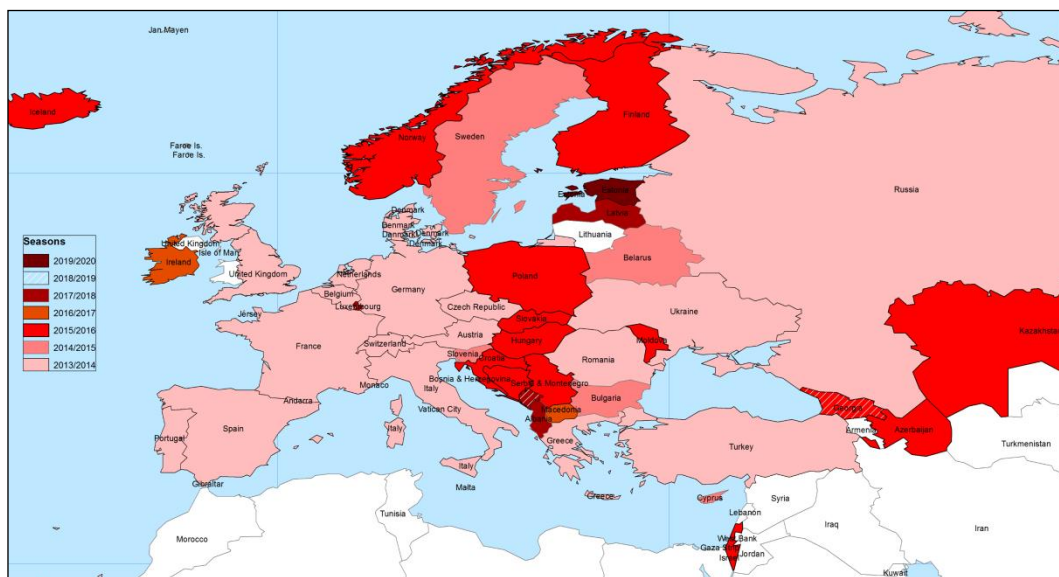 Jan Mayen
Iceland
Finland
Norway
Sweden
Faroe Is.
Faroe Is.
Russia
Estonia
Estonia
Latvia
Denmark
Denmark
Denmark
Denmark
Denmark
Lithuania
United Kingdom
Isle of Man
Ireland
United Kingdom
Netherlands
Belarus
Poland
Germany
Belgium
Luxembourg
Czech Republic
Ukraine
Jersey
Slovakia
Kazakhstan
Austria
Hungary
Moldova
France
Switzerland
Slovenia
Croatia
Romania
Bosnia & Herzegovina
Serbia & Montenegro
Monaco
Italy
Andorra
Bulgaria
Vatican City
Macedonia
Albania
Georgia
Portugal
Spain
Italy
Armenia
Azerbaijan
Greece
Turkey
Turkmenistan
Italy
Gibraltar
Malta
Greece
Cyprus
Syria
Lebanon
Tunisia
Iraq
Iran
Morocco
West Bank
Gaza Strip
Israel
Jordan
Kuwait
Seasons
2019/2020
2018/2019
2017/2018
2016/2017
2015/2016
2014/2015
2013/2014